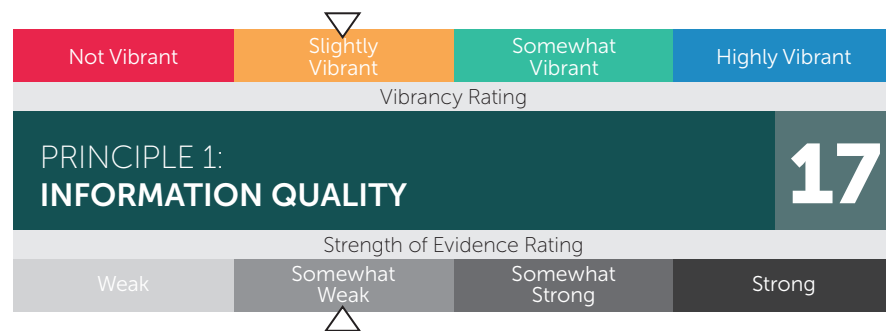 Not Vibrant
Slightly
Vibrant
Somewhat
Vibrant
Highly Vibrant
Vibrancy Rating
PRINCIPLE 1:
INFORMATION QUALITY
17
Strength of Evidence Rating
Weak
Somewhat
Weak
Somewhat
Strong
Strong